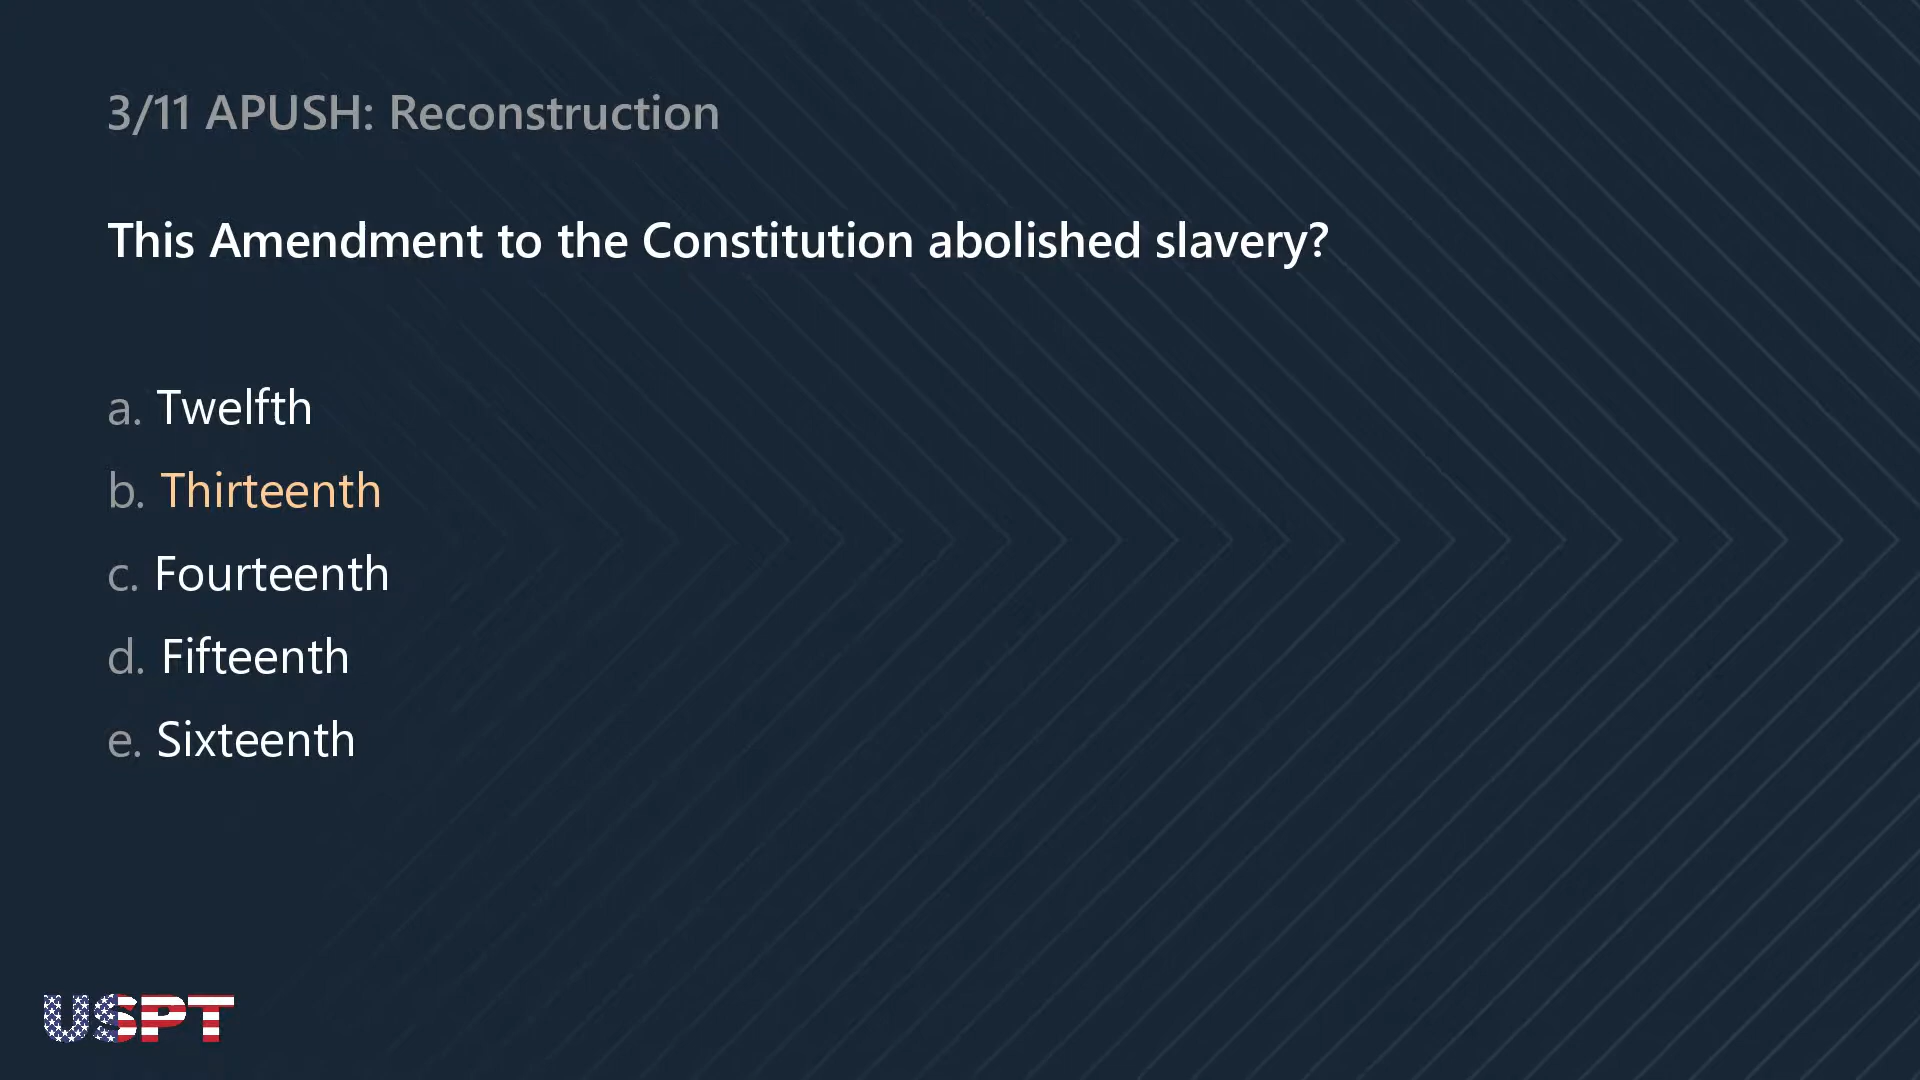 3/11 APUSH: Reconstruction
This Amendment to the Constitution abolished slavery?
a. Twelfth
b. Thirteenth
c. Fourteenth
d. Fifteenth
e. Sixteenth
USPT